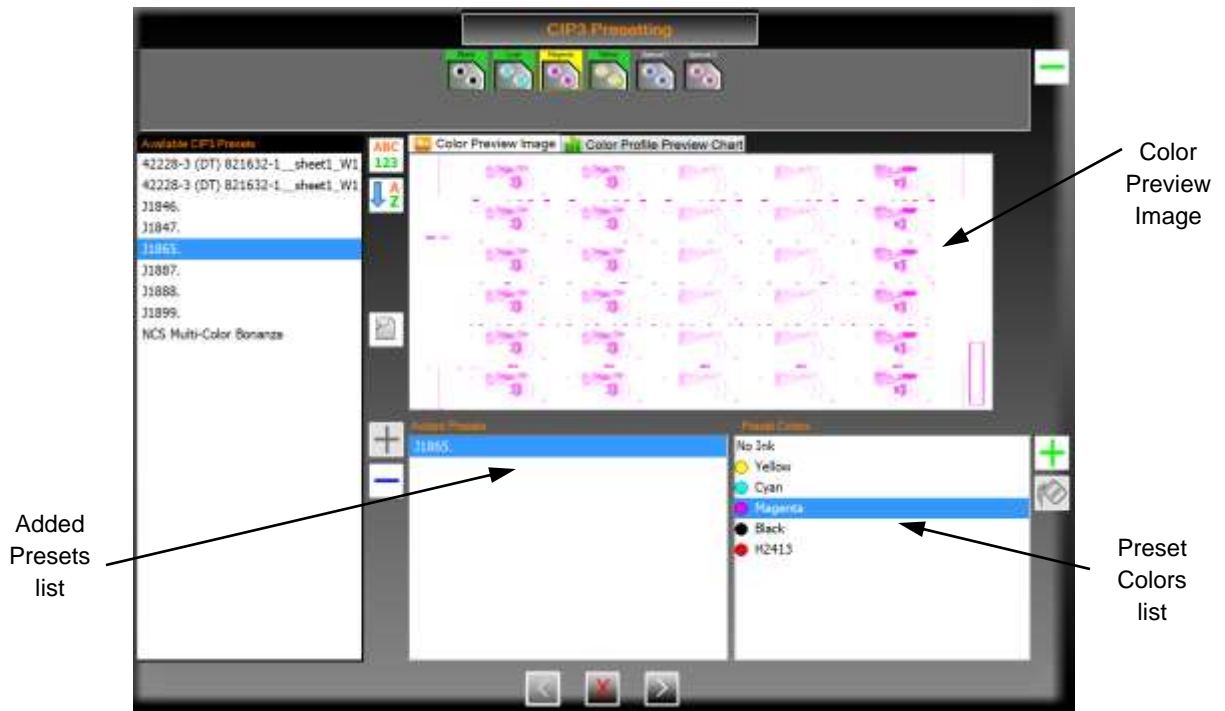 CIP3 Presetting
Black
Magenta
Available CIP3 Presets
42228-3 (DT) 821632-1__sheet1_W1
42228-3 (DT) 821632-1__sheet1_W1
J1846.
J1847.
J1865.
J1887.
J1888.
J1899.
NCS Multi-Color Bonanza
ABC
123
A
Z
Color Preview Image
Color Profile Preview Chart
Added Presets
J1865.
Preset Colors
No Ink
Yellow
Cyan
Magenta
Black
H2413
X
Color
Preview
Image
Added
Presets
list
Preset
Colors
list